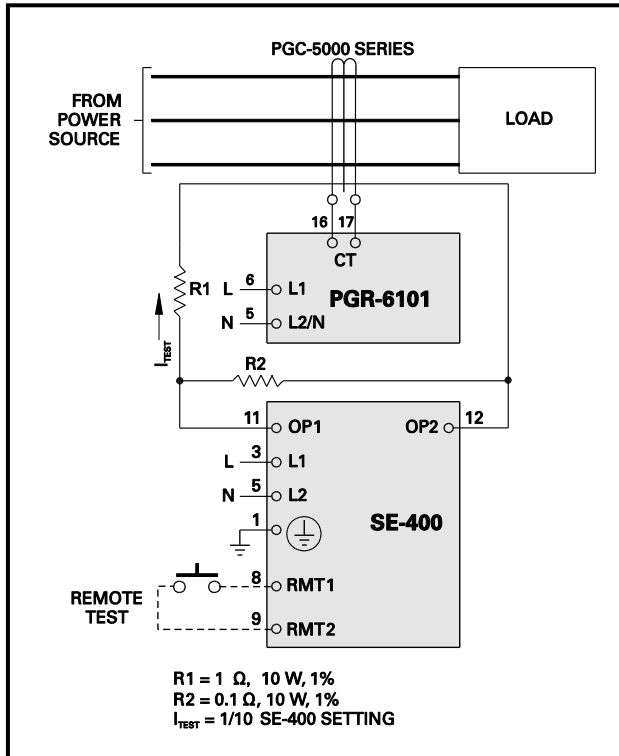 PGC-5000 SERIES
FROM
POWER
SOURCE
LOAD
16 17
CT
PGR-6101
R1
L 6 L1
N 5 L2/N
ITEST
R2
11 OP1
OP2 12
L 3 L1
N 5 L2
1
SE-400
8 RMT1
REMOTE
TEST
9 RMT2
R1 = 1 Ω, 10 W, 1%
R2 = 0.1 Ω, 10 W, 1%
ITEST = 1/10 SE-400 SETTING